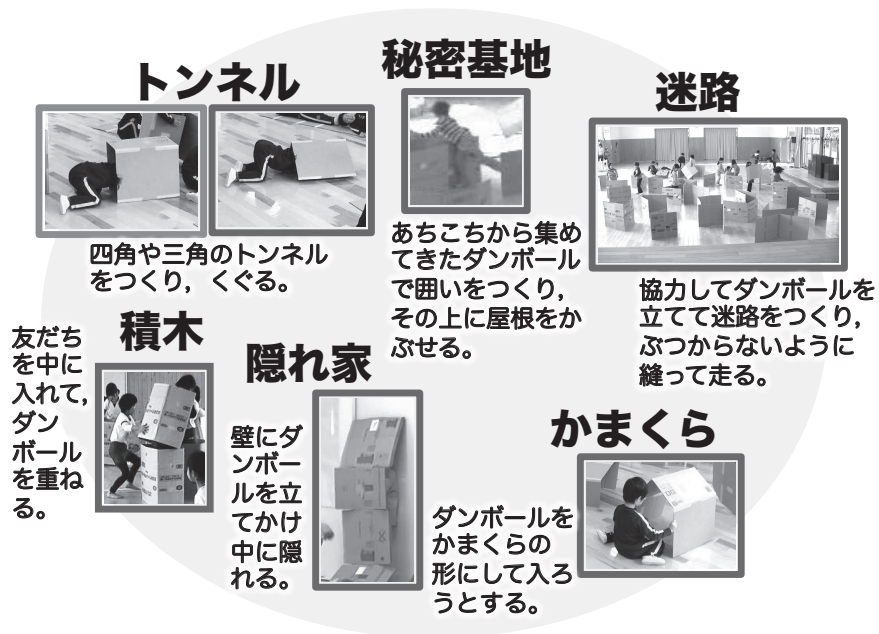 トンネル
四角や三角のトンネル
をつくり，くぐる。
秘密基地
あちこちから集め
てきたダンボール
で囲いをつくり，
その上に屋根をか
ぶせる。
迷路
協力してダンボールを
立てて迷路をつくり，
ぶつからないように
縫って走る。
積木
友だち
を中に
入れて，
ダン
ボール
を重ね
る。
隠れ家
壁にダ
ンボー
ルを立
てかけ
中に隠
れる。
かまくら
ダンボールを
かまくらの
形にして入ろ
うとする。